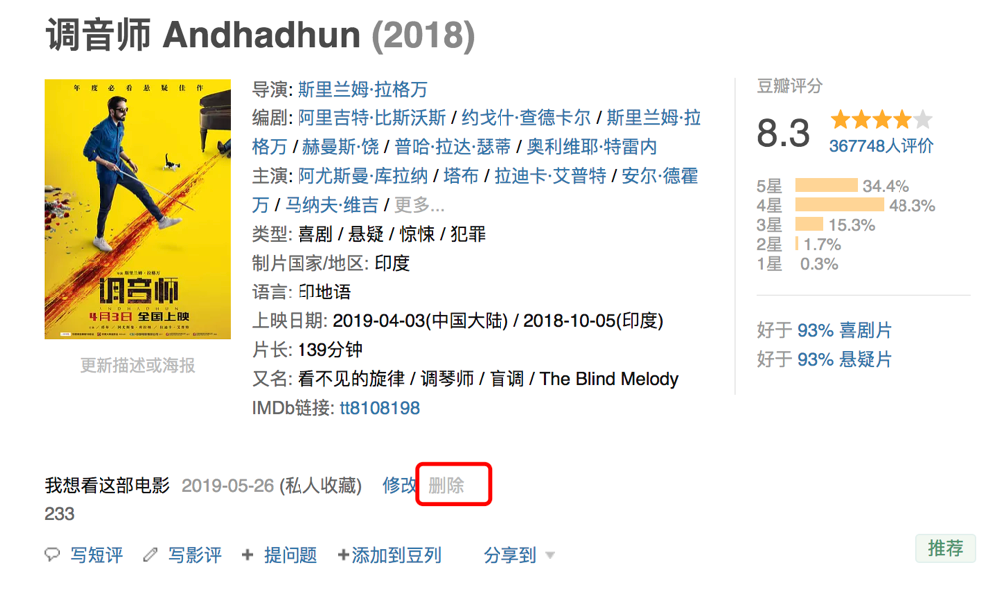 调音师 Andhadhun (2018)
年度必看悬疑佳作
调音师
4月3日 全国上映
更新描述或海报
导演: 斯里兰姆·拉格万
编剧: 阿里吉特·比斯沃斯 / 约戈什·查德卡尔 / 斯里兰姆·拉
格万 / 赫曼斯·饶 / 普哈·拉达·瑟蒂 / 奥利维耶·特雷内
主演: 阿尤斯曼·库拉纳 / 塔布 / 拉迪卡·艾普特 / 安尔·德霍
万 / 马纳夫·维吉 / 更多...
类型: 喜剧 / 悬疑 / 惊悚 / 犯罪
制片国家/地区: 印度
语言: 印地语
上映日期: 2019-04-03(中国大陆) / 2018-10-05(印度)
片长: 139分钟
又名: 看不见的旋律 / 调琴师 / 盲调 / The Blind Melody
IMDb链接: tt8108198
豆瓣评分
8.3
367748人评价
5星 34.4%
4星 48.3%
3星 15.3%
2星 1.7%
1星 0.3%
好于 93% 喜剧片
好于 93% 悬疑片
我想看这部电影 2019-05-26 (私人收藏) 修改 删除
233
写短评 写影评 + 提问题 +添加到豆列 分享到 推荐